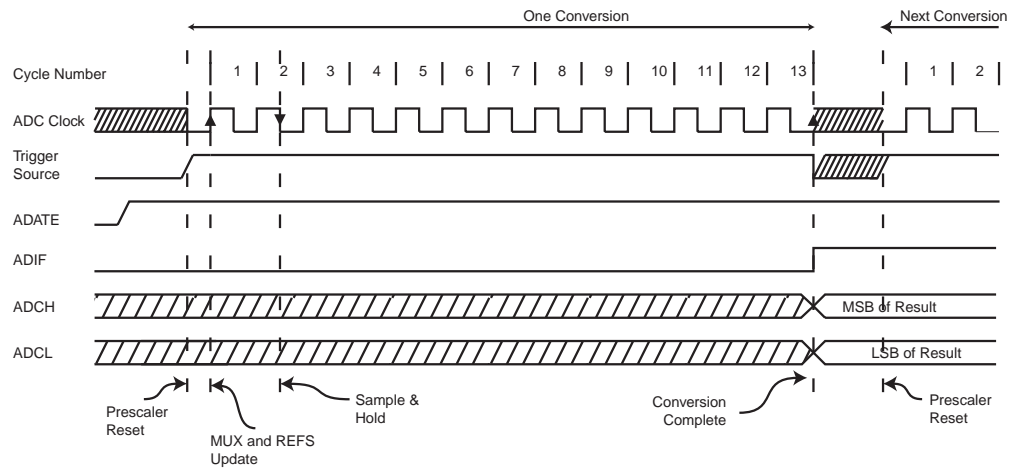 One Conversion
Next Conversion
Cycle Number
1 2 3 4 5 6 7 8 9 10 11 12 13 1 2
ADC Clock
Trigger
Source
ADATE
ADIF
ADCH
MSB of Result
ADCL
LSB of Result
Prescaler
Reset
MUX and REFS
Update
Sample &
Hold
Conversion
Complete
Prescaler
Reset